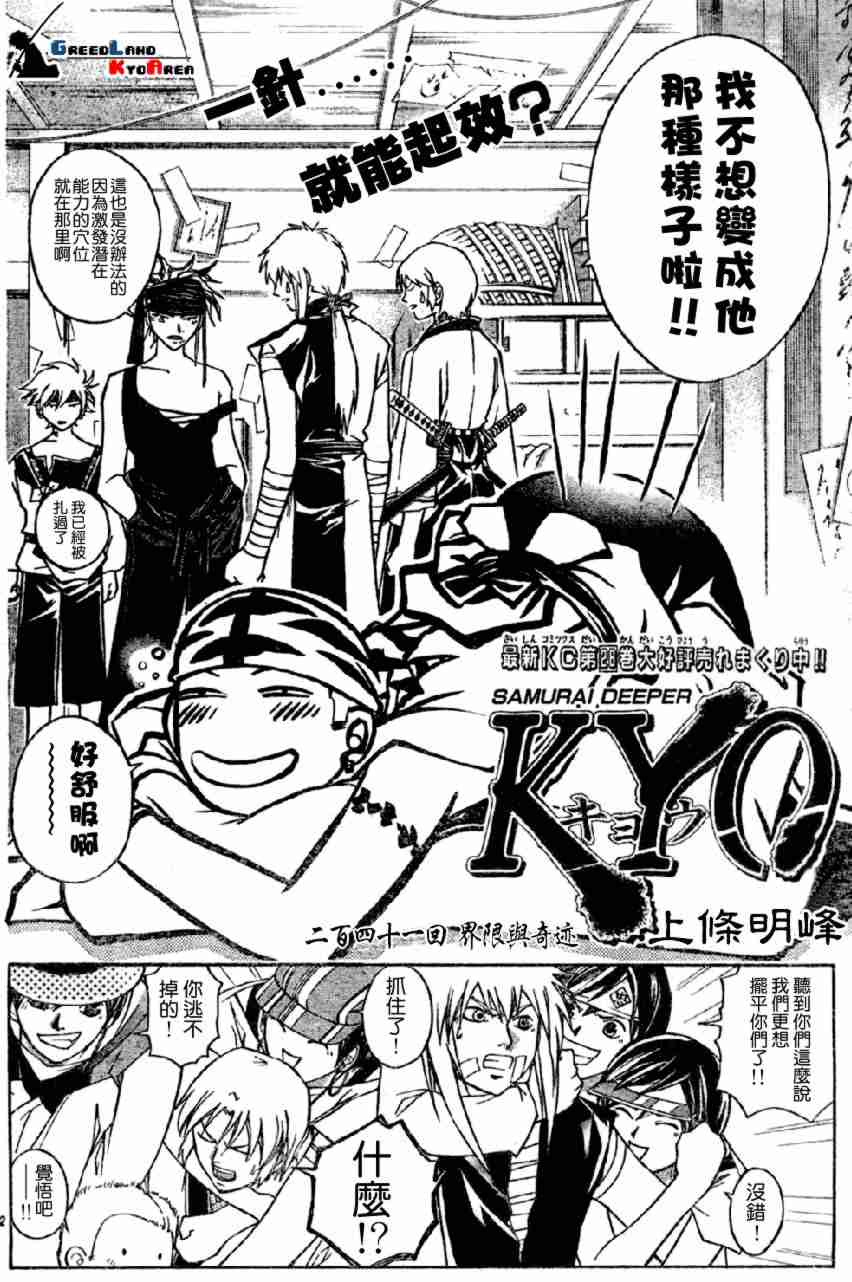 GREEDLAND
KYOAREA
我不想變成他
那種樣子啦!!
一針……
就能起效?
這也是沒辦法的
因為激發潛在
能力的穴位
就在那里啊
我已經被
扎過了
好舒服啊
最新KC第28巻大好評売れまくり中!!
SAMURAI DEEPER
KYO
キョウ
二百四十一回 界限與奇迹
上條明峰
聽到你們這麼說
我們更想
擺平你們了!!
沒錯!
抓住了!
什麼!?
你逃不
掉的!
覺悟吧
——!!
2